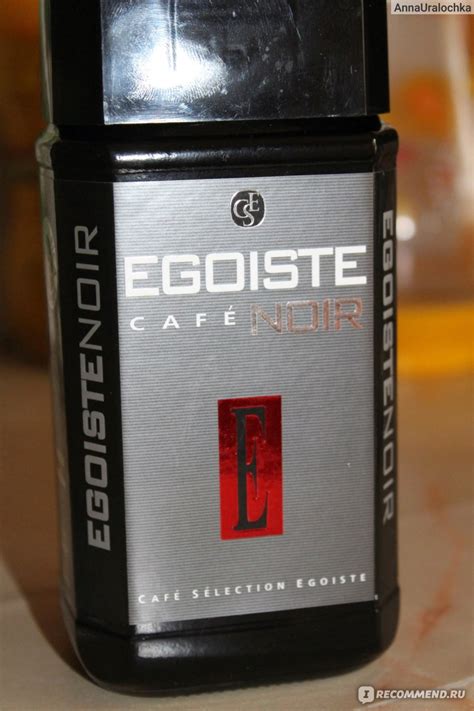 AnnaUralochka
CSE
EGOISTE
CAFÉ NOIR
EGOISTENOIR
EGOISTENOIR
E
CAFÉ SÉLECTION EGOISTE
I RECOMMEND.RU